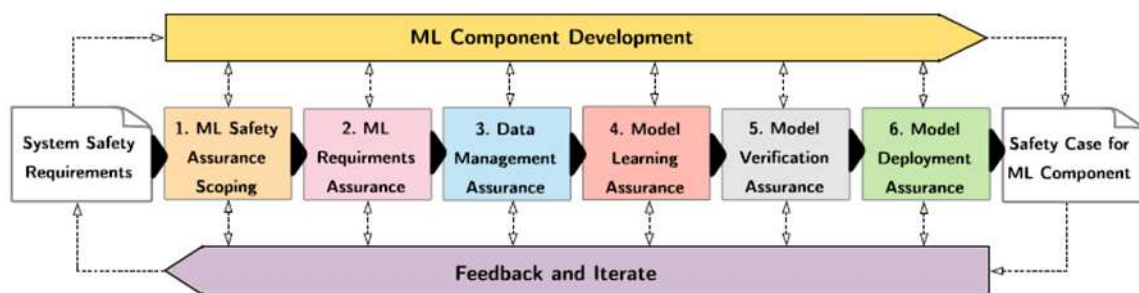 ML Component Development
System Safety
Requirements
1. ML Safety
Assurance
Scoping
2. ML
Requirments
Assurance
3. Data
Management
Assurance
4. Model
Learning
Assurance
5. Model
Verification
Assurance
6. Model
Deployment
Assurance
Safety Case for
ML Component
Feedback and Iterate